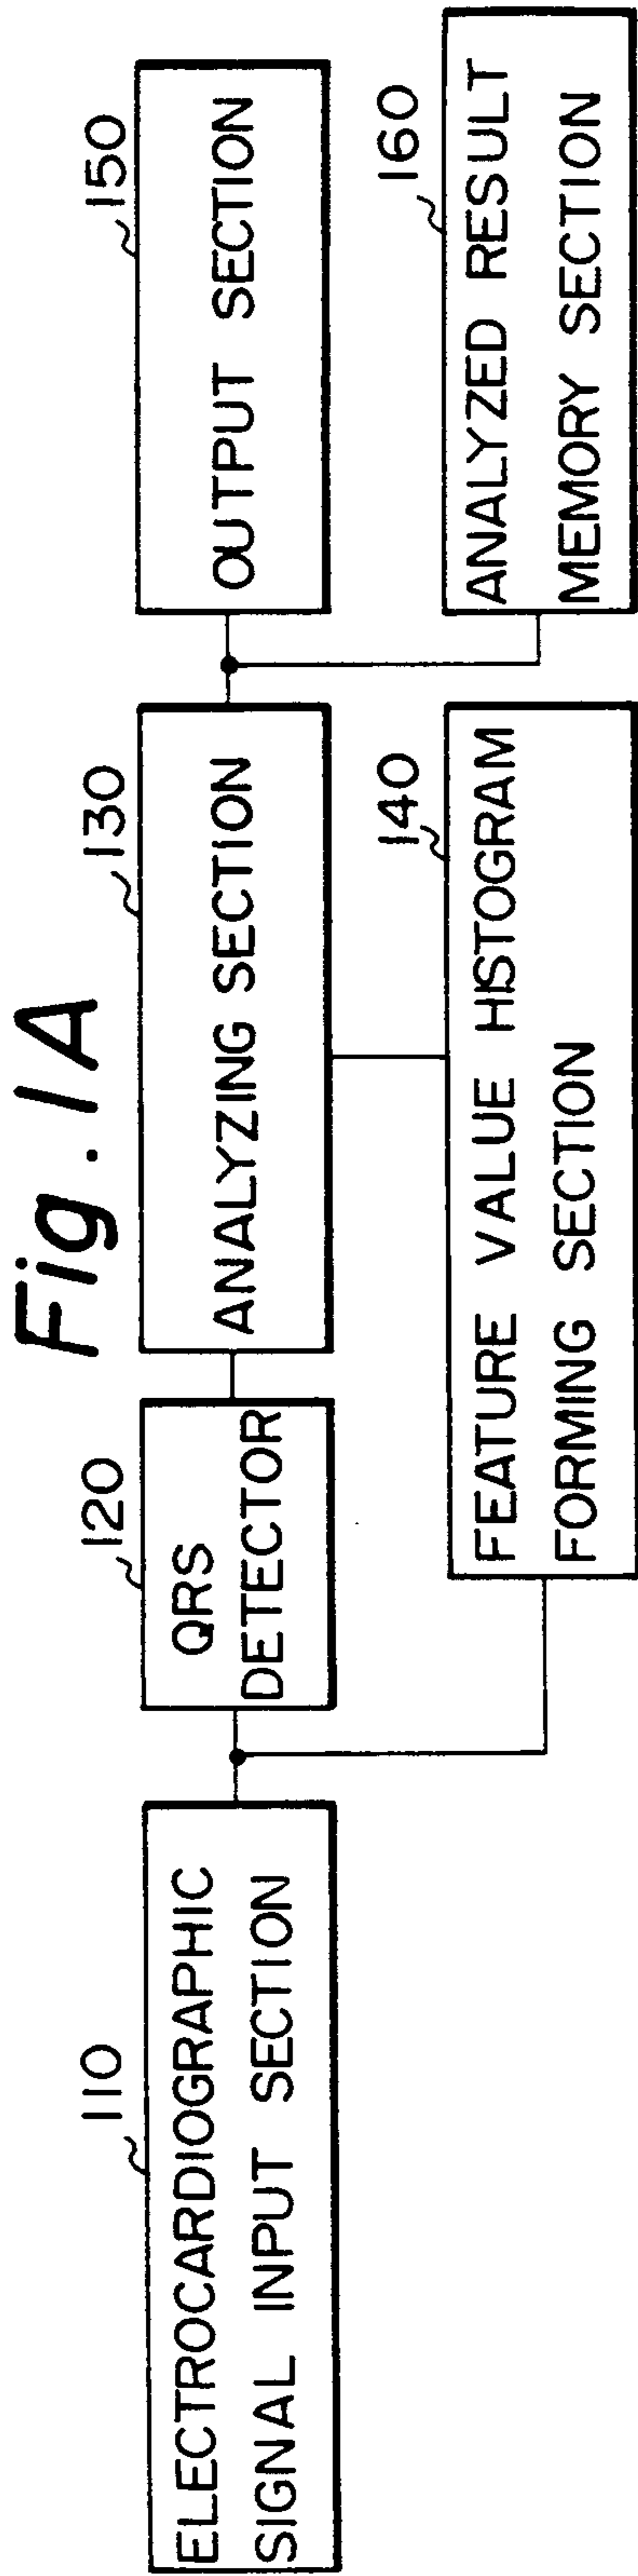 Fig. 1A
110
ELECTROCARDIOGRAPHIC
SIGNAL INPUT SECTION
120
QRS
DETECTOR
130
ANALYZING SECTION
140
FEATURE VALUE HISTOGRAM
FORMING SECTION
150
OUTPUT SECTION
160
ANALYZED RESULT
MEMORY SECTION